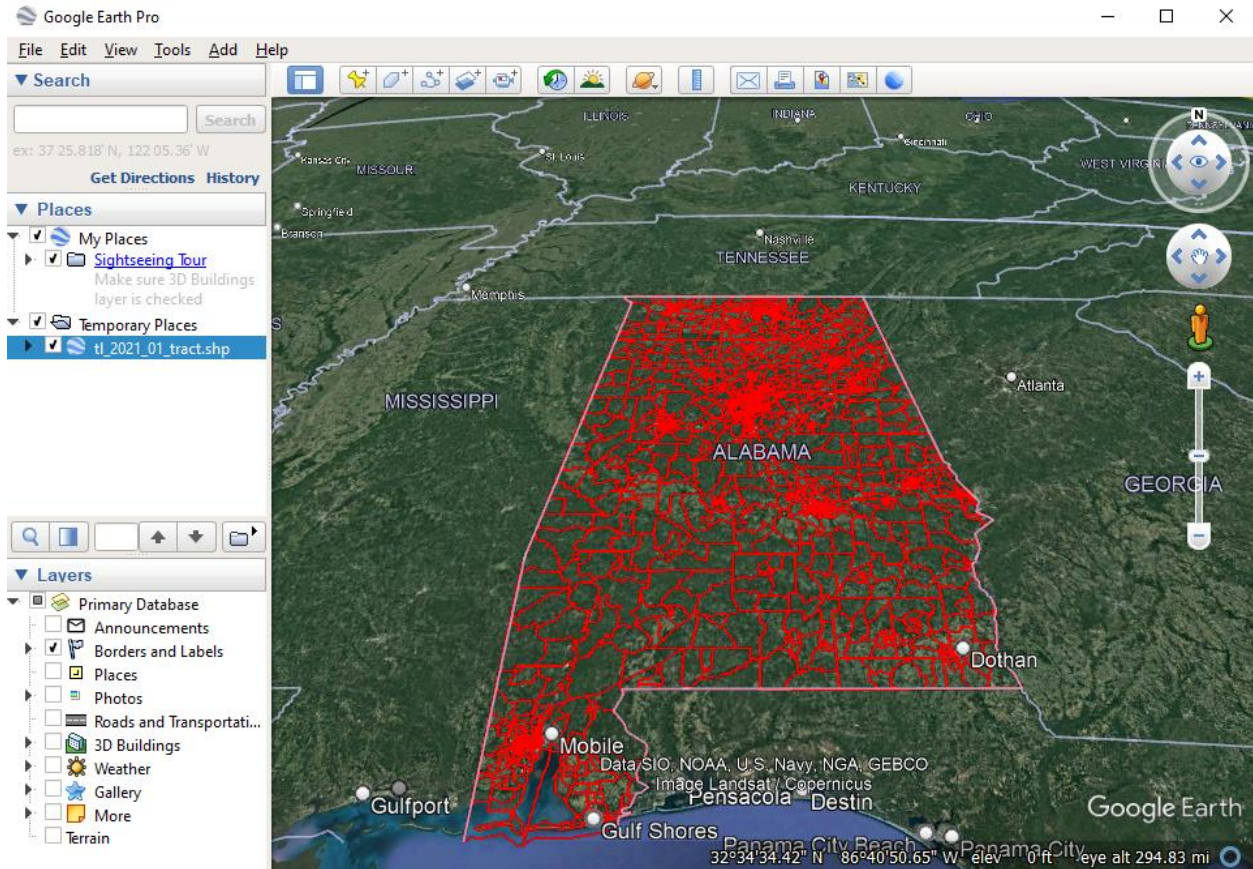 Google Earth Pro
File Edit View Tools Add Help
Search
Search
ex: 37 25.818' N, 122 05.36' W
Get Directions History
Places
My Places
Sightseeing Tour
Make sure 3D Buildings
layer is checked
Temporary Places
tl_2021_01_tract.shp
Layers
Primary Database
Announcements
Borders and Labels
Places
Photos
Roads and Transportati...
3D Buildings
Weather
Gallery
More
Terrain
ILLINOIS
INDIANA
OHIO
N
Kansas City
MISSOURI
St. Louis
Cincinnati
WEST VIRGINIA
KENTUCKY
Springfield
Branson
Nashville
TENNESSEE
Memphis
Atlanta
MISSISSIPPI
ALABAMA
GEORGIA
Dothan
Mobile
Data SIO, NOAA, U.S. Navy, NGA, GEBCO
Image Landsat / Copernicus
Gulfport
Pensacola
Destin
Google Earth
Gulf Shores
Panama City Beach
Panama City
32°34'34.42" N 86°40'50.65" W elev 0 ft eye alt 294.83 mi